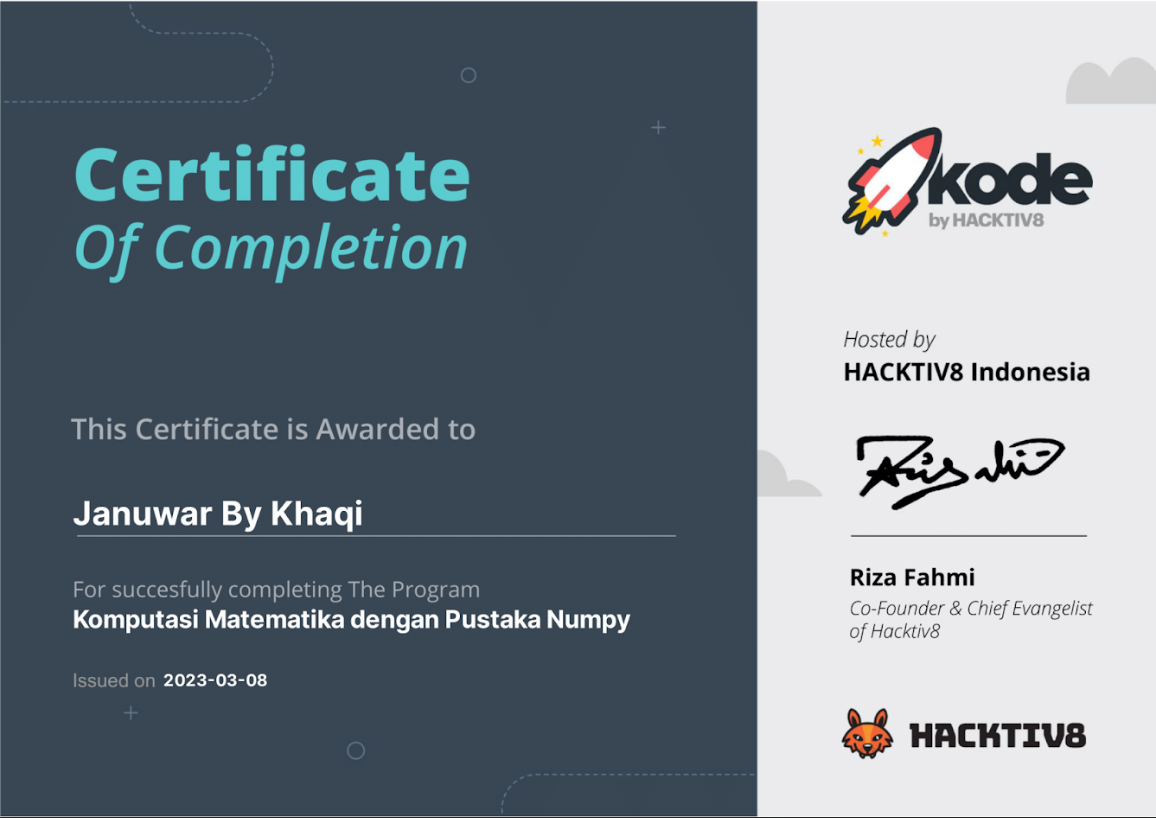 Certificate
Of Completion
This Certificate is Awarded to
Januwar By Khaqi
For succesfully completing The Program
Komputasi Matematika dengan Pustaka Numpy
Issued on 2023-03-08
kode
by HACKTIV8
Hosted by
HACKTIV8 Indonesia
Riza Fahmi
Co-Founder & Chief Evangelist
of Hacktiv8
HACKTIV8